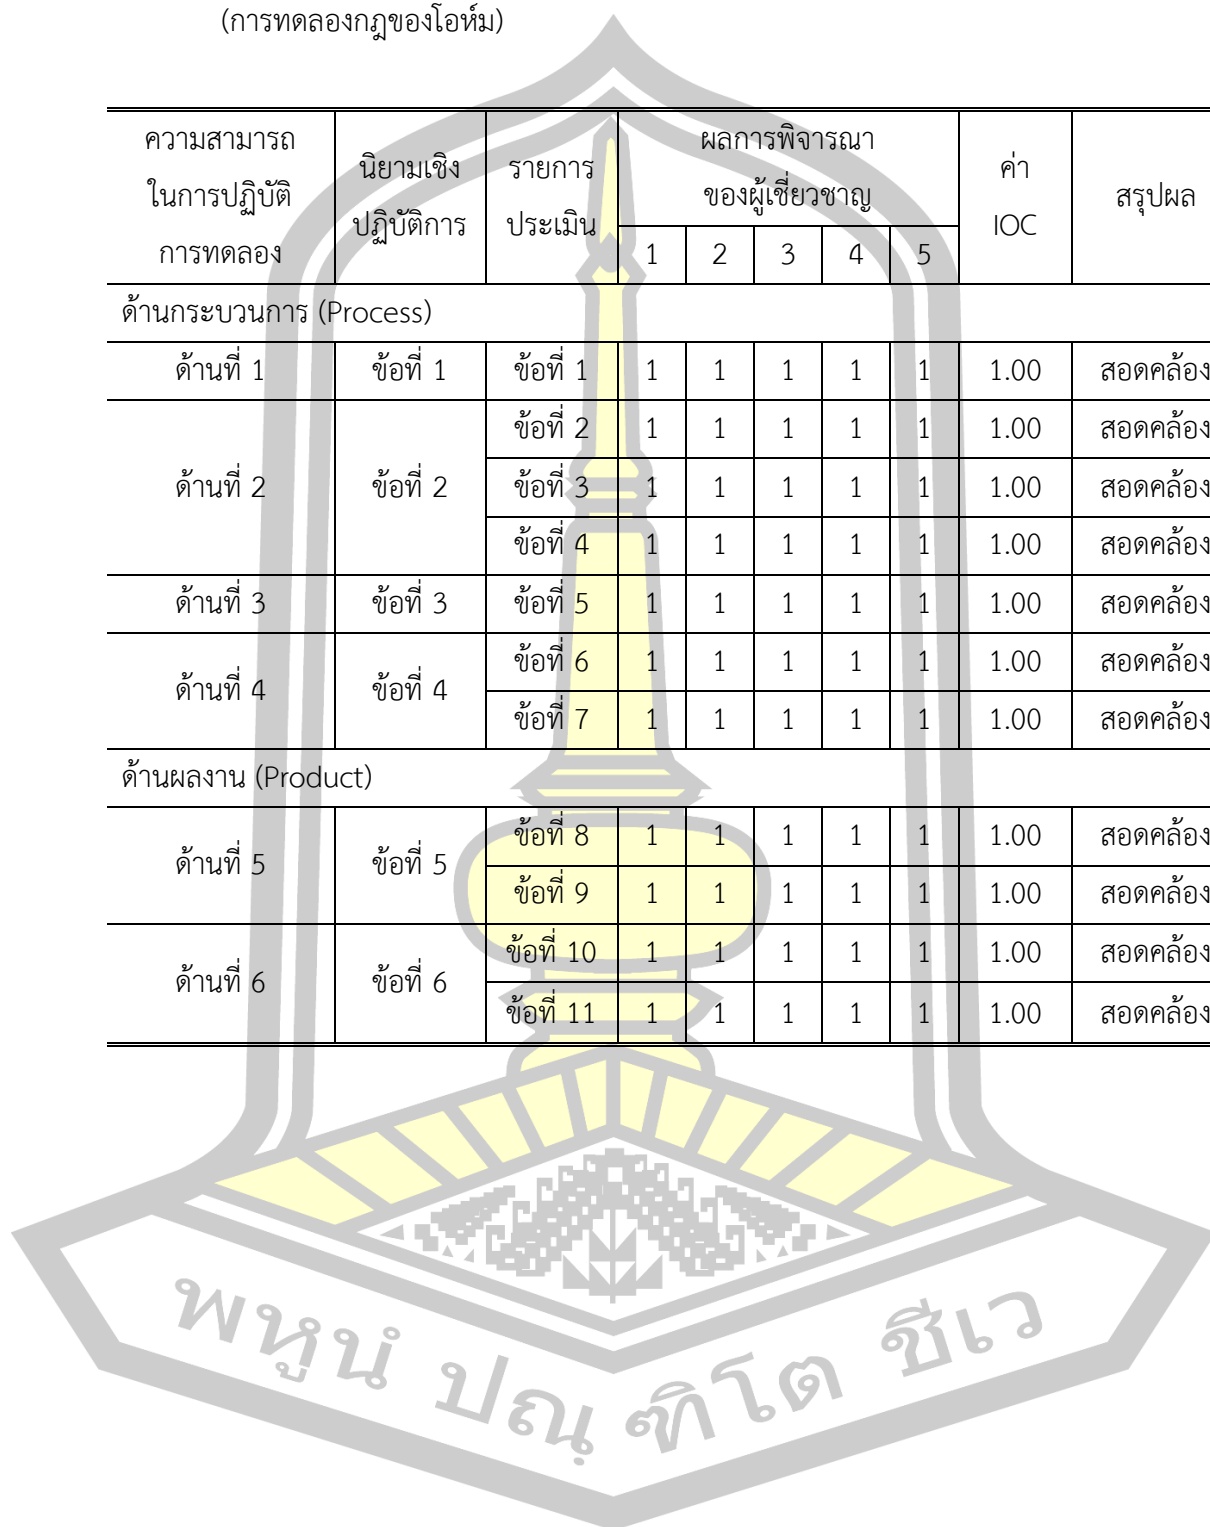 (การทดลองกฎของโอห์ม)
ความสามารถ
ในการปฏิบัติ
การทดลอง
นิยามเชิง
ปฏิบัติการ
รายการ
ประเมิน
ผลการพิจารณา
ของผู้เชี่ยวชาญ
1 2 3 4 5
ค่า
IOC
สรุปผล
ด้านกระบวนการ (Process)
ด้านที่ 1 ข้อที่ 1 ข้อที่ 1 1 1 1 1 1 1.00 สอดคล้อง
ข้อที่ 2 1 1 1 1 1 1.00 สอดคล้อง
ด้านที่ 2 ข้อที่ 2 ข้อที่ 3 1 1 1 1 1 1.00 สอดคล้อง
ข้อที่ 4 1 1 1 1 1 1.00 สอดคล้อง
ด้านที่ 3 ข้อที่ 3 ข้อที่ 5 1 1 1 1 1 1.00 สอดคล้อง
ด้านที่ 4 ข้อที่ 4 ข้อที่ 6 1 1 1 1 1 1.00 สอดคล้อง
ข้อที่ 7 1 1 1 1 1 1.00 สอดคล้อง
ด้านผลงาน (Product)
ด้านที่ 5 ข้อที่ 5 ข้อที่ 8 1 1 1 1 1 1.00 สอดคล้อง
ข้อที่ 9 1 1 1 1 1 1.00 สอดคล้อง
ด้านที่ 6 ข้อที่ 6 ข้อที่ 10 1 1 1 1 1 1.00 สอดคล้อง
ข้อที่ 11 1 1 1 1 1 1.00 สอดคล้อง
พหูนํ ปณฺฑิโต ชีเว